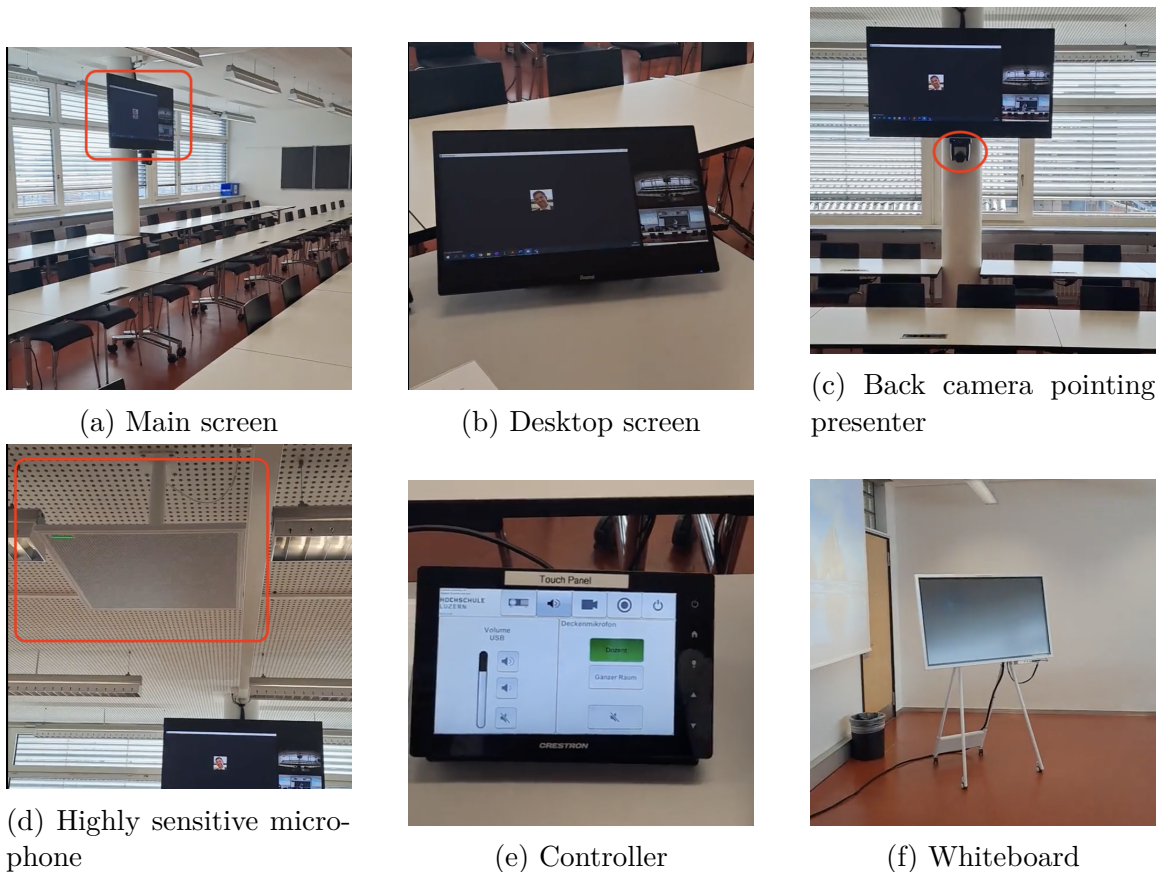 (a) Main screen
(b) Desktop screen
(c) Back camera pointing
presenter
Touch Panel
HOCHSCHULE
LUZERN
Volume
USB
Deckenmikrofon
Dozent
Ganzer Raum
CRESTRON
(d) Highly sensitive micro-
phone
(e) Controller
(f) Whiteboard